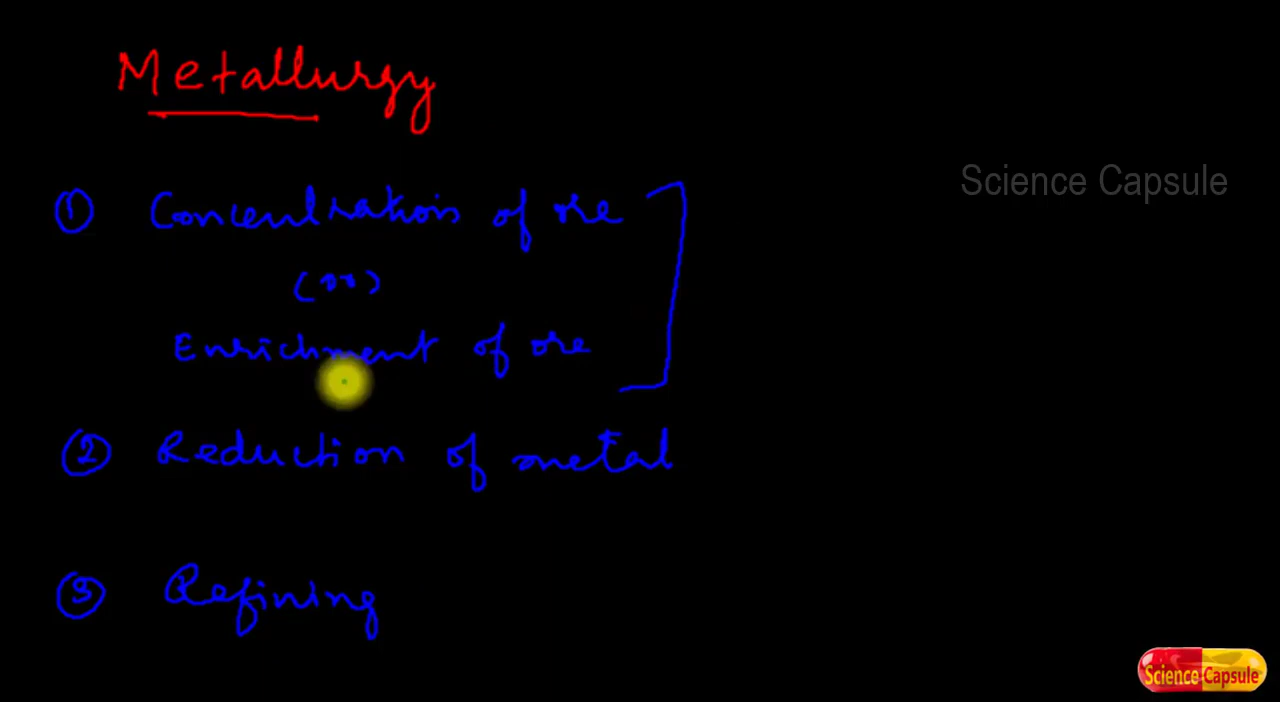 Metallurgy
Science Capsule
① Concentration of ore
(or)
Enrichment of ore
② Reduction of metal
③ Refining
Science Capsule